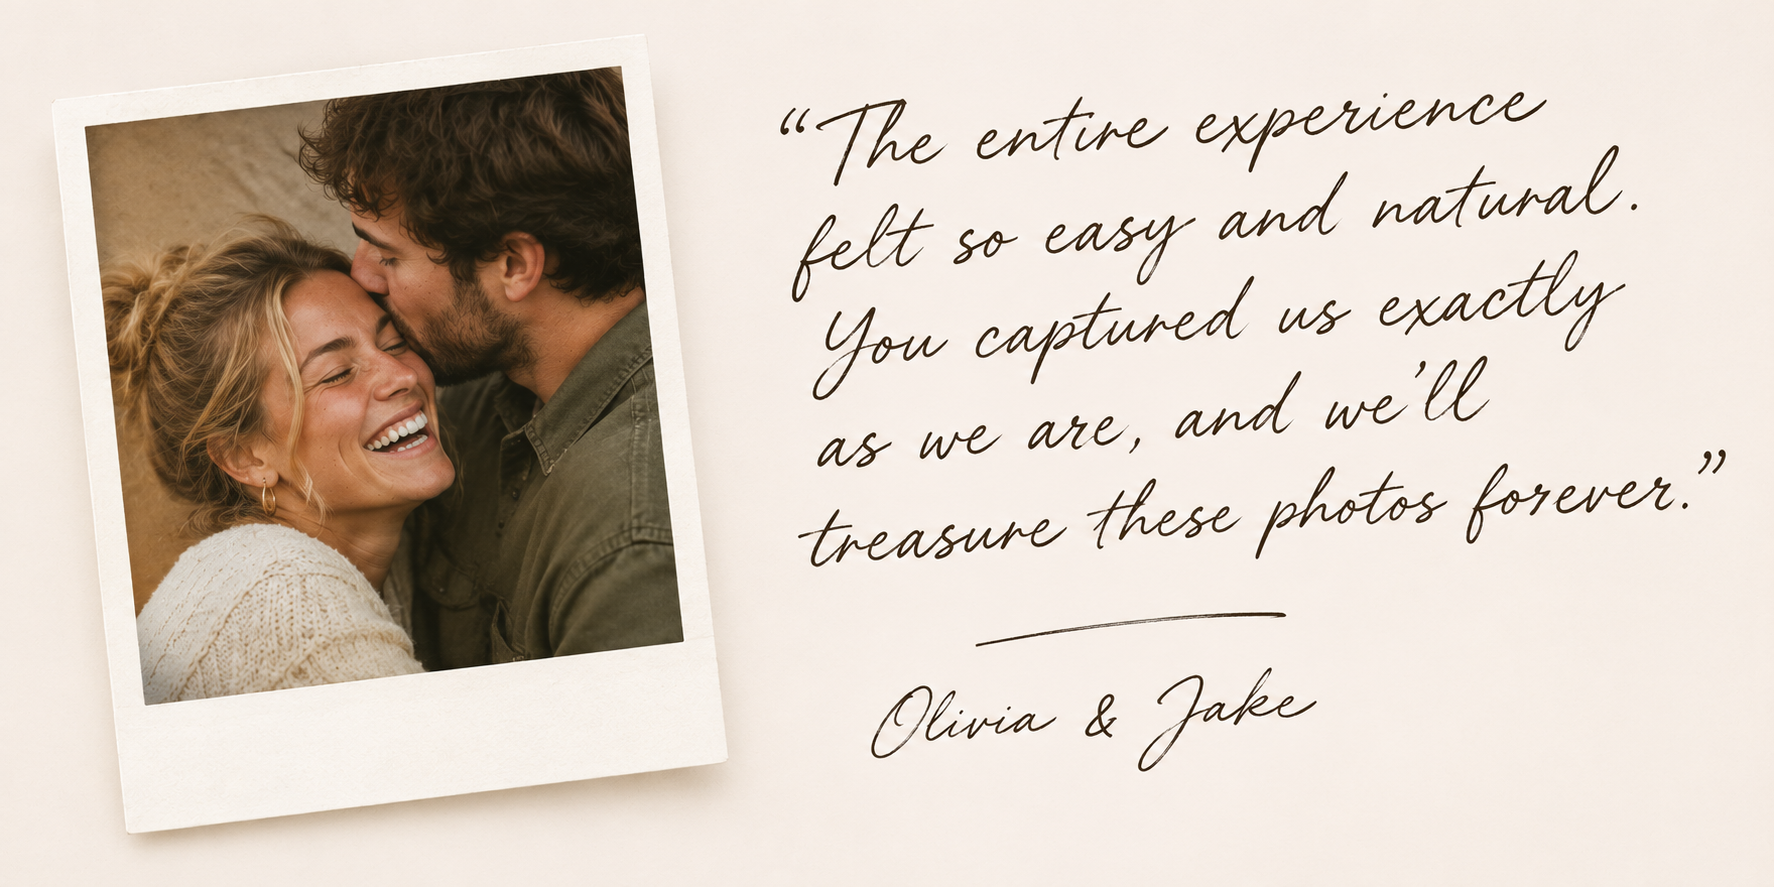 “The entire experience
felt so easy and natural.
You captured us exactly
as we are, and we’ll
treasure these photos forever.”
Olivia & Jake